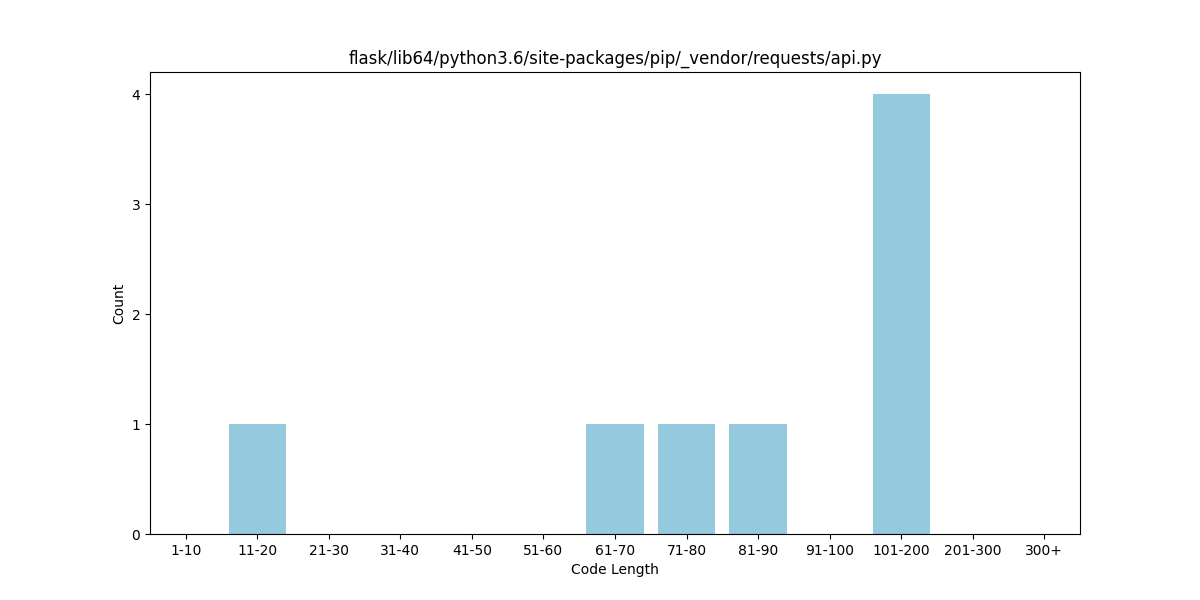 flask/lib64/python3.6/site-packages/pip/_vendor/requests/api.py
4
3
2
1
0
Count
1-10 11-20 21-30 31-40 41-50 51-60 61-70 71-80 81-90 91-100 101-200 201-300 300+
Code Length